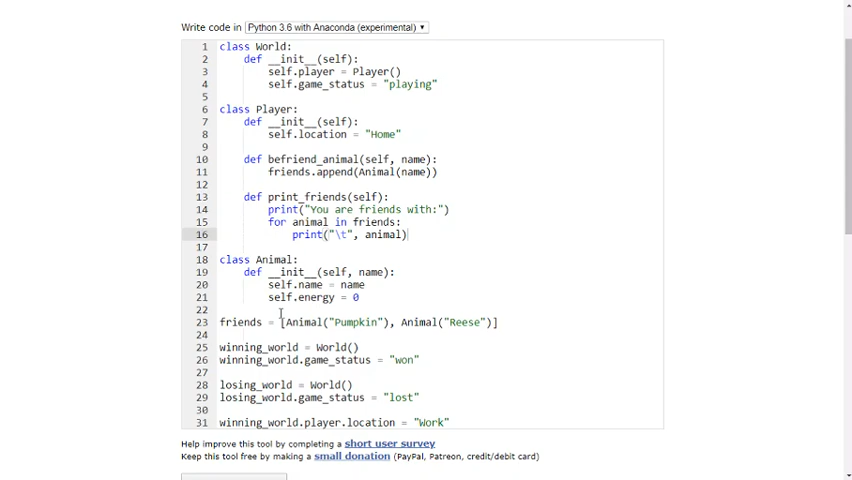 Write code in Python 3.6 with Anaconda (experimental)
1 class World:
2 def __init__(self):
3 self.player = Player()
4 self.game_status = "playing"
5
6 class Player:
7 def __init__(self):
8 self.location = "Home"
9
10 def befriend_animal(self, name):
11 friends.append(Animal(name))
12
13 def print_friends(self):
14 print("You are friends with:")
15 for animal in friends:
16 print("\t", animal)
17
18 class Animal:
19 def __init__(self, name):
20 self.name = name
21 self.energy = 0
22
23 friends = [Animal("Pumpkin"), Animal("Reese")]
24
25 winning_world = World()
26 winning_world.game_status = "won"
27
28 losing_world = World()
29 losing_world.game_status = "lost"
30
31 winning_world.player.location = "Work"
Help improve this tool by completing a short user survey
Keep this tool free by making a small donation (PayPal, Patreon, credit/debit card)